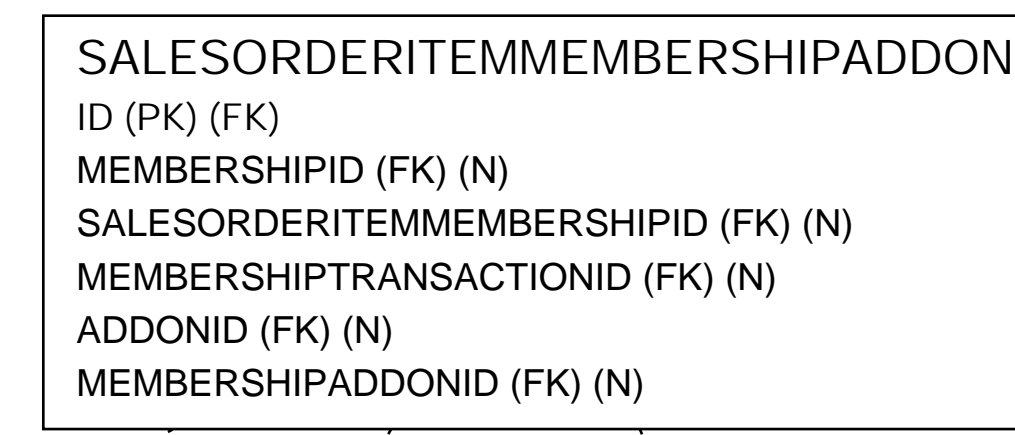 SALESORDERITEMMEMBERSHIPADDON
ID (PK) (FK)
MEMBERSHIPID (FK) (N)
SALESORDERITEMMEMBERSHIPID (FK) (N)
MEMBERSHIPTRANSACTIONID (FK) (N)
ADDONID (FK) (N)
MEMBERSHIPADDONID (FK) (N)